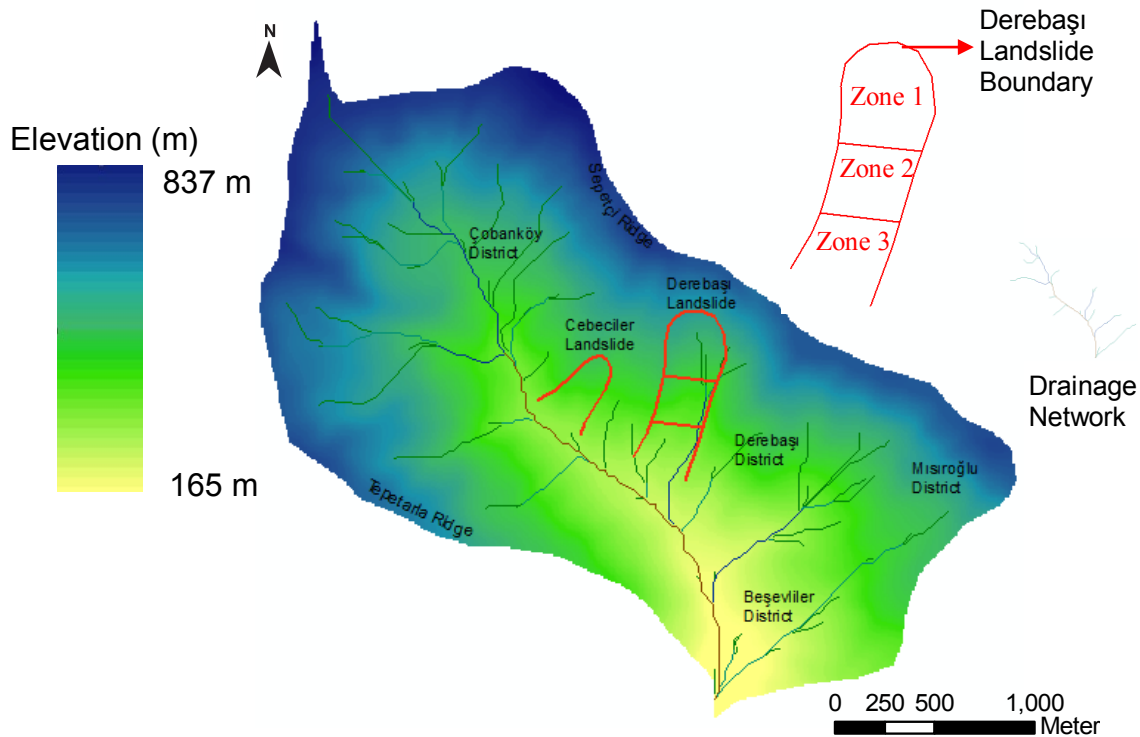 Derebaşı
Landslide
Boundary
N
Zone 1
Zone 2
Zone 3
Elevation (m)
837 m
165 m
Sepetçi Ridge
Çobanköy
District
Derebaşı
Landslide
Cebeciler
Landslide
Drainage
Network
Derebaşı
District
Mısıroğlu
District
Tepetarla Ridge
Beşevliler
District
0 250 500 1,000
Meter